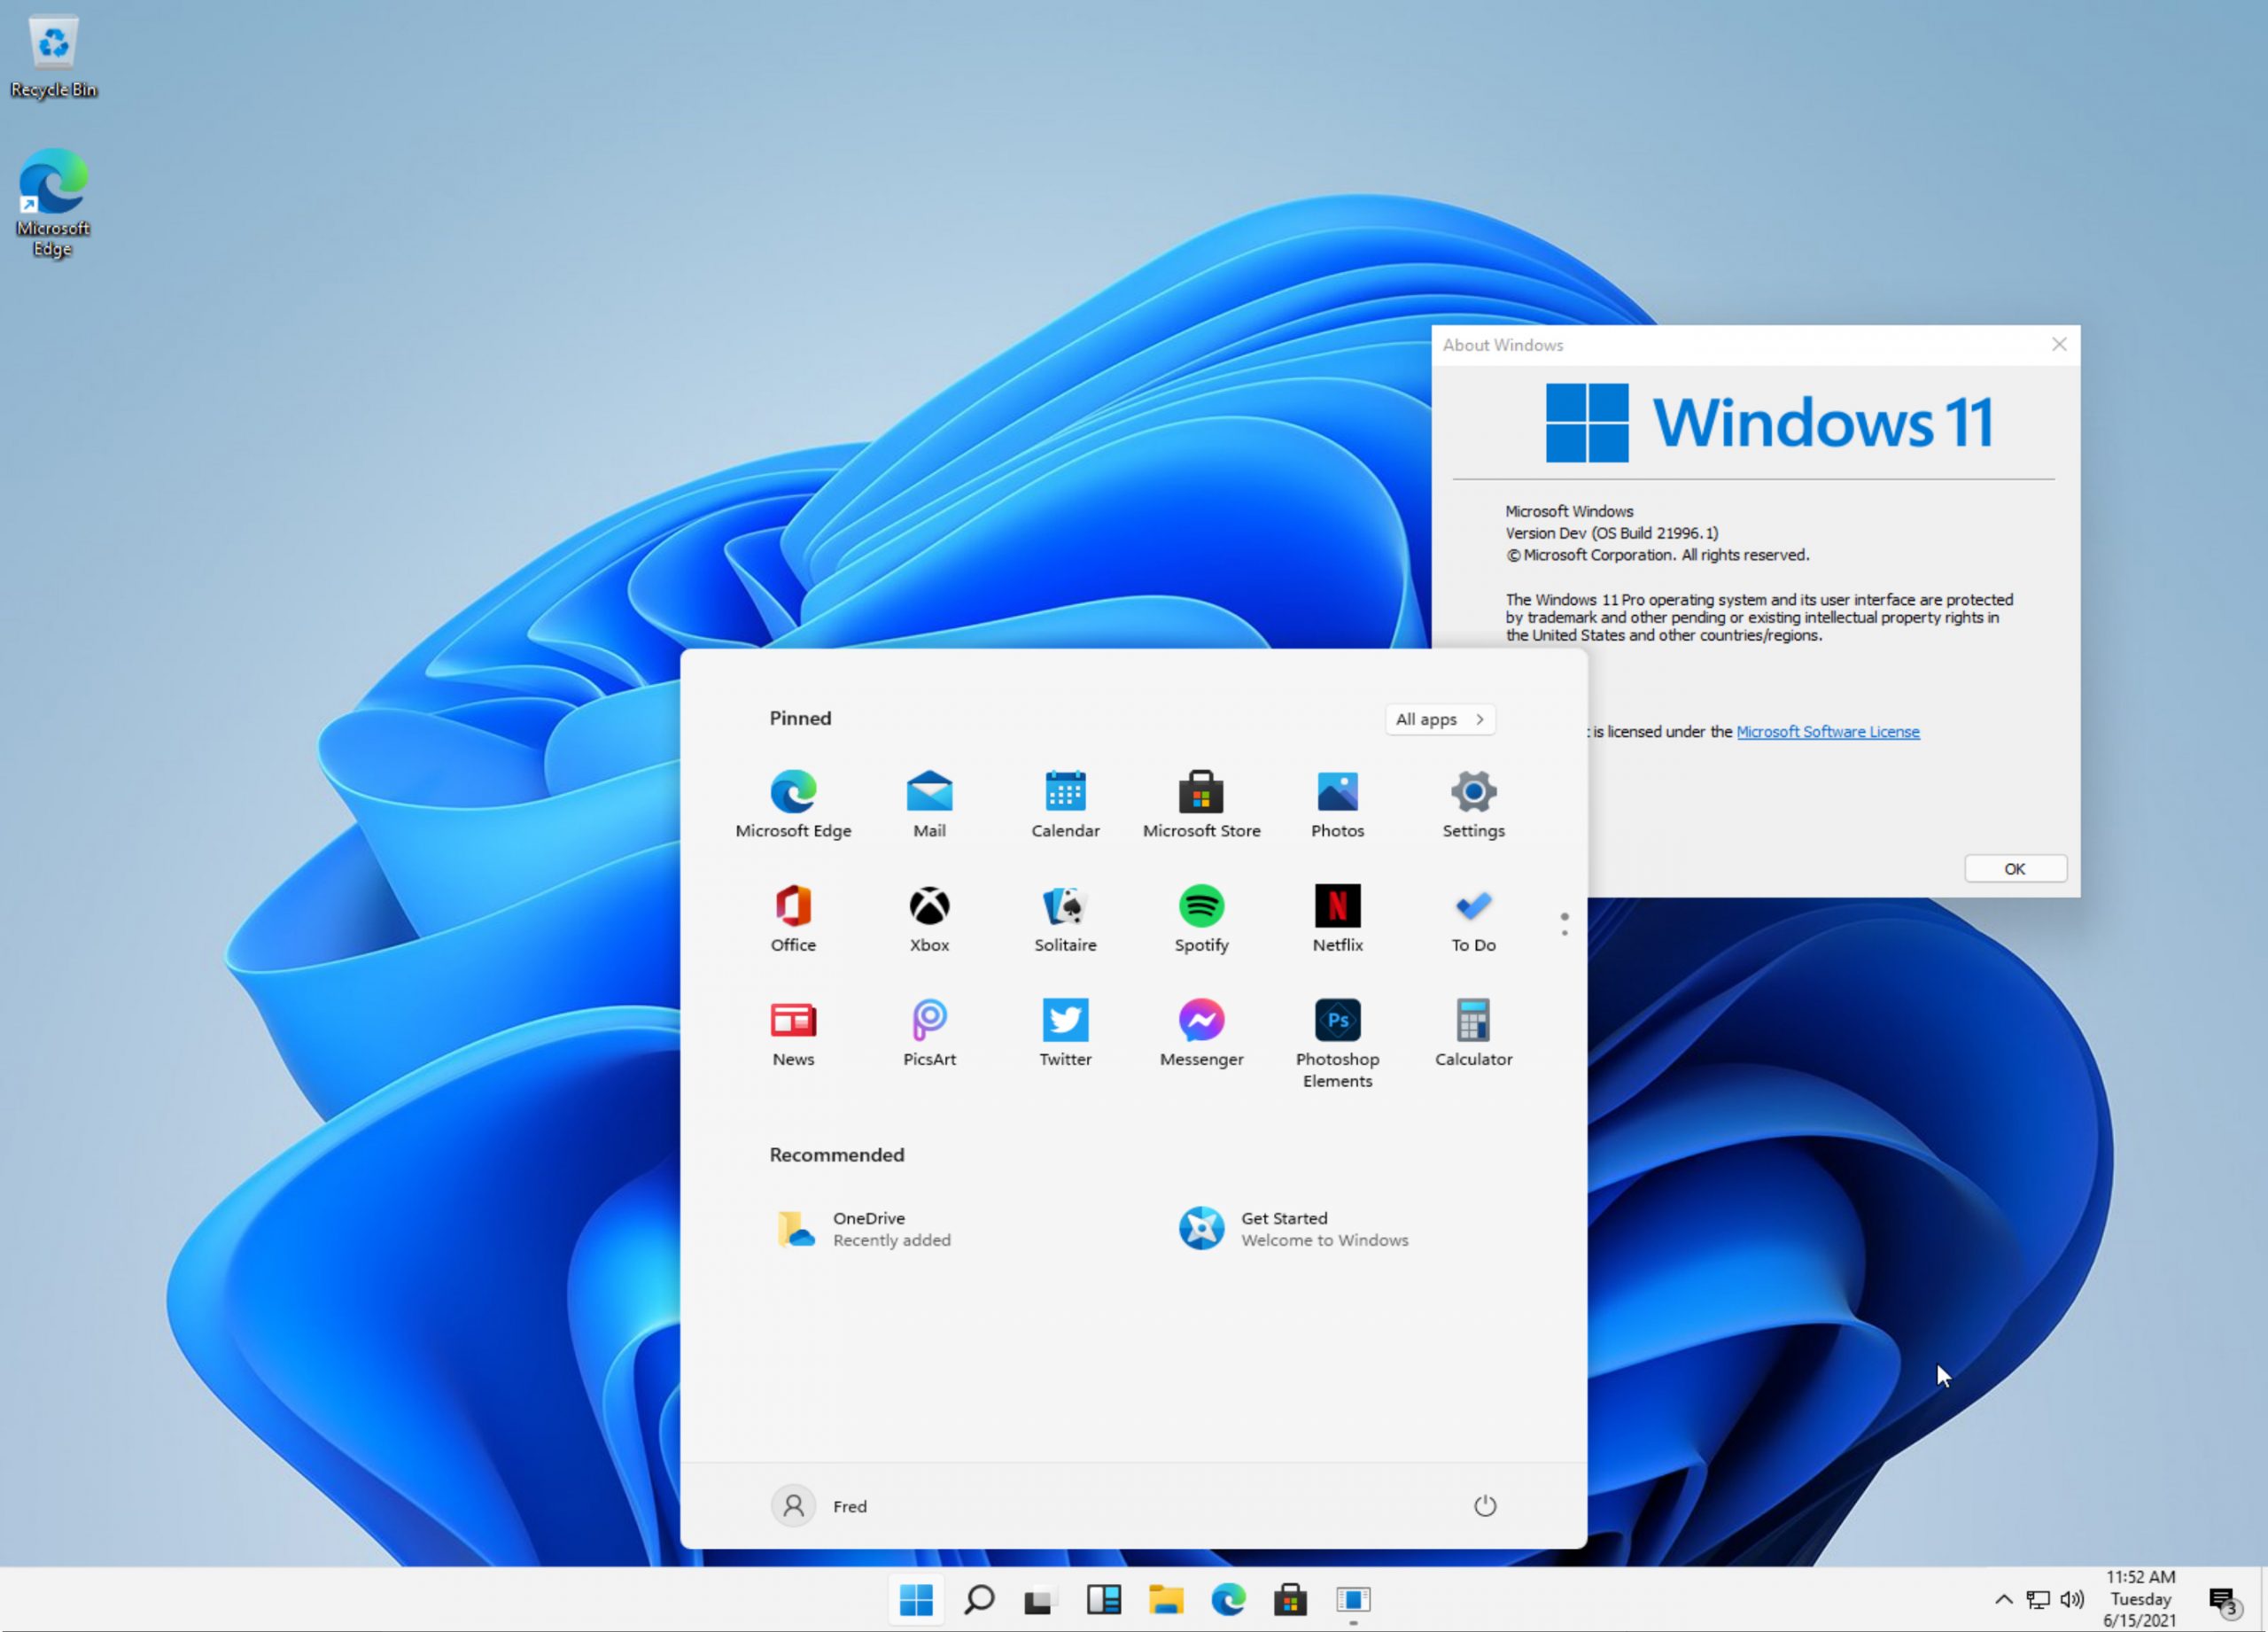 Recycle Bin
Microsoft
Edge
About Windows
Windows 11
Microsoft Windows
Version Dev (OS Build 21996.1)
© Microsoft Corporation. All rights reserved.
The Windows 11 Pro operating system and its user interface are protected
by trademark and other pending or existing intellectual property rights in
the United States and other countries/regions.
is licensed under the Microsoft Software License
OK
Pinned
All apps
Microsoft Edge
Mail
Calendar
Microsoft Store
Photos
Settings
Office
Xbox
Solitaire
Spotify
N
Netflix
To Do
News
PicsArt
Twitter
Messenger
Ps
Photoshop
Elements
Calculator
Recommended
OneDrive
Recently added
Get Started
Welcome to Windows
Fred
11:52 AM
Tuesday
6/15/2021
3